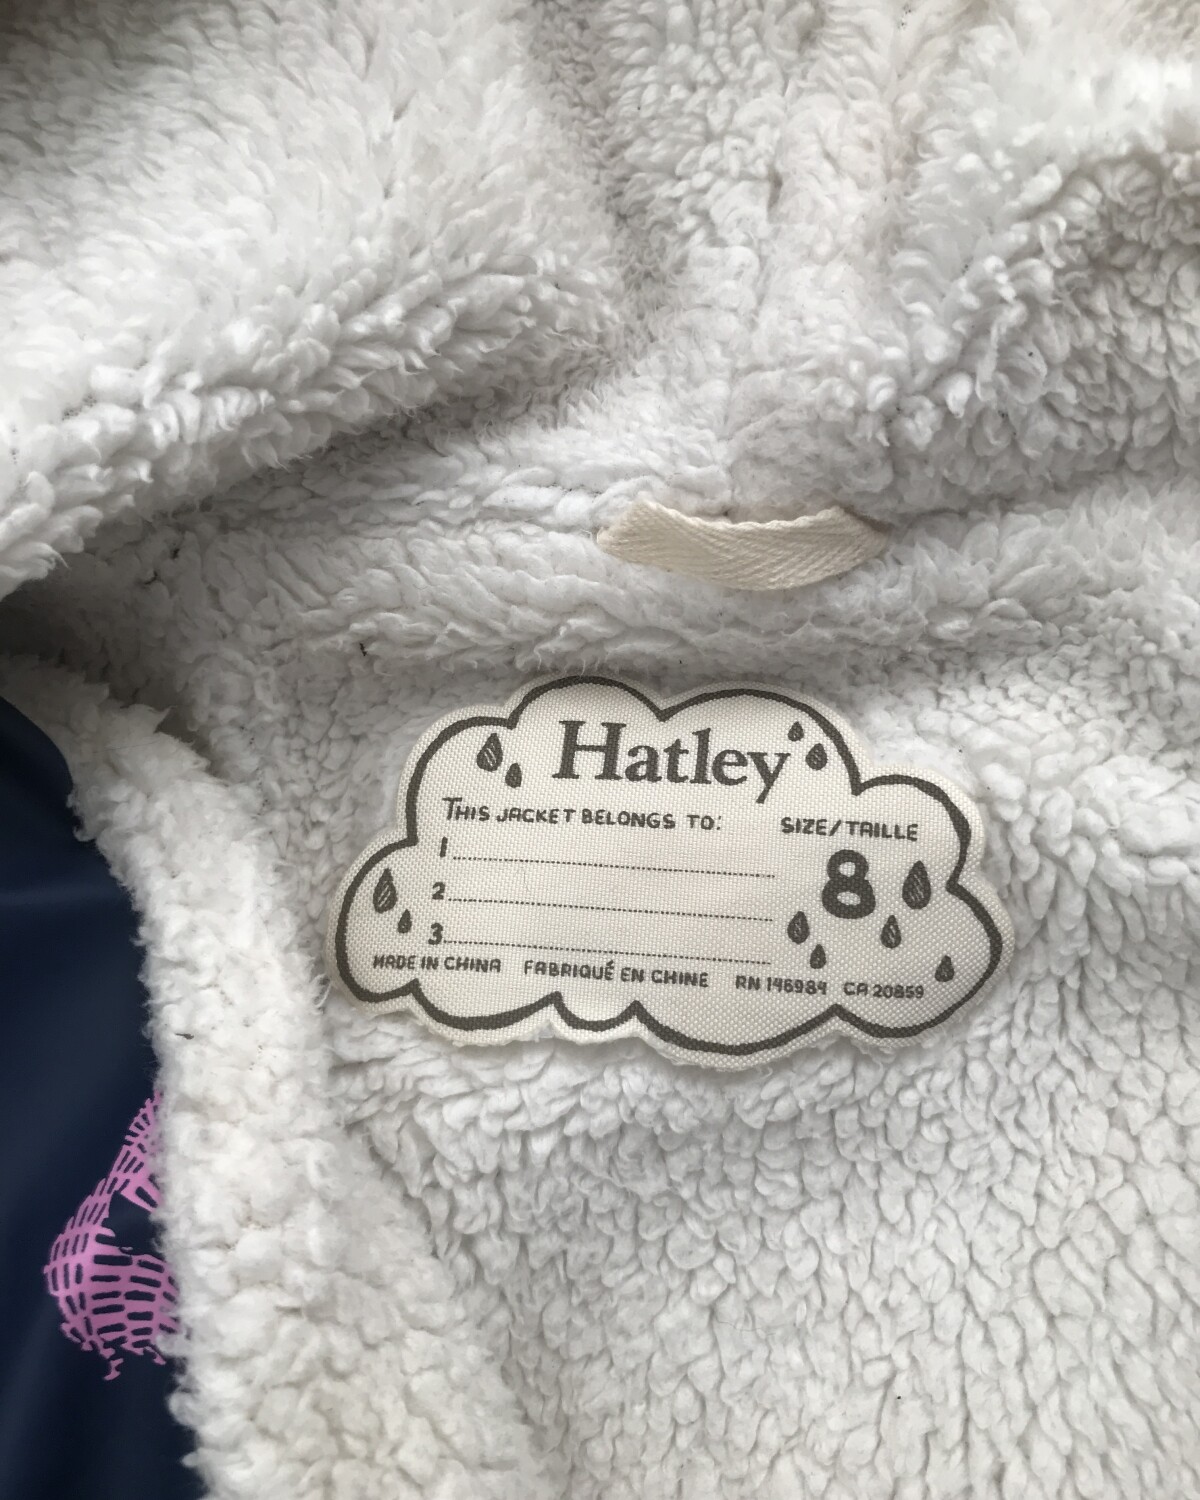 Hatley
THIS JACKET BELONGS TO:
SIZE/TAILLE
1
2
3
8
MADE IN CHINA FABRIQUÉ EN CHINE RN 146984 CA 20859